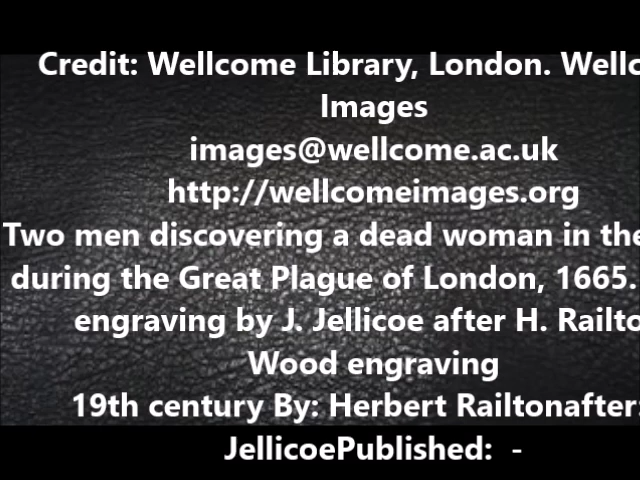 Credit: Wellcome Library, London. Wellc
Images
images@wellcome.ac.uk
http://wellcomeimages.org
Two men discovering a dead woman in the
during the Great Plague of London, 1665.
engraving by J. Jellicoe after H. Railto
Wood engraving
19th century By: Herbert Railtonafter:
JellicoePublished: -